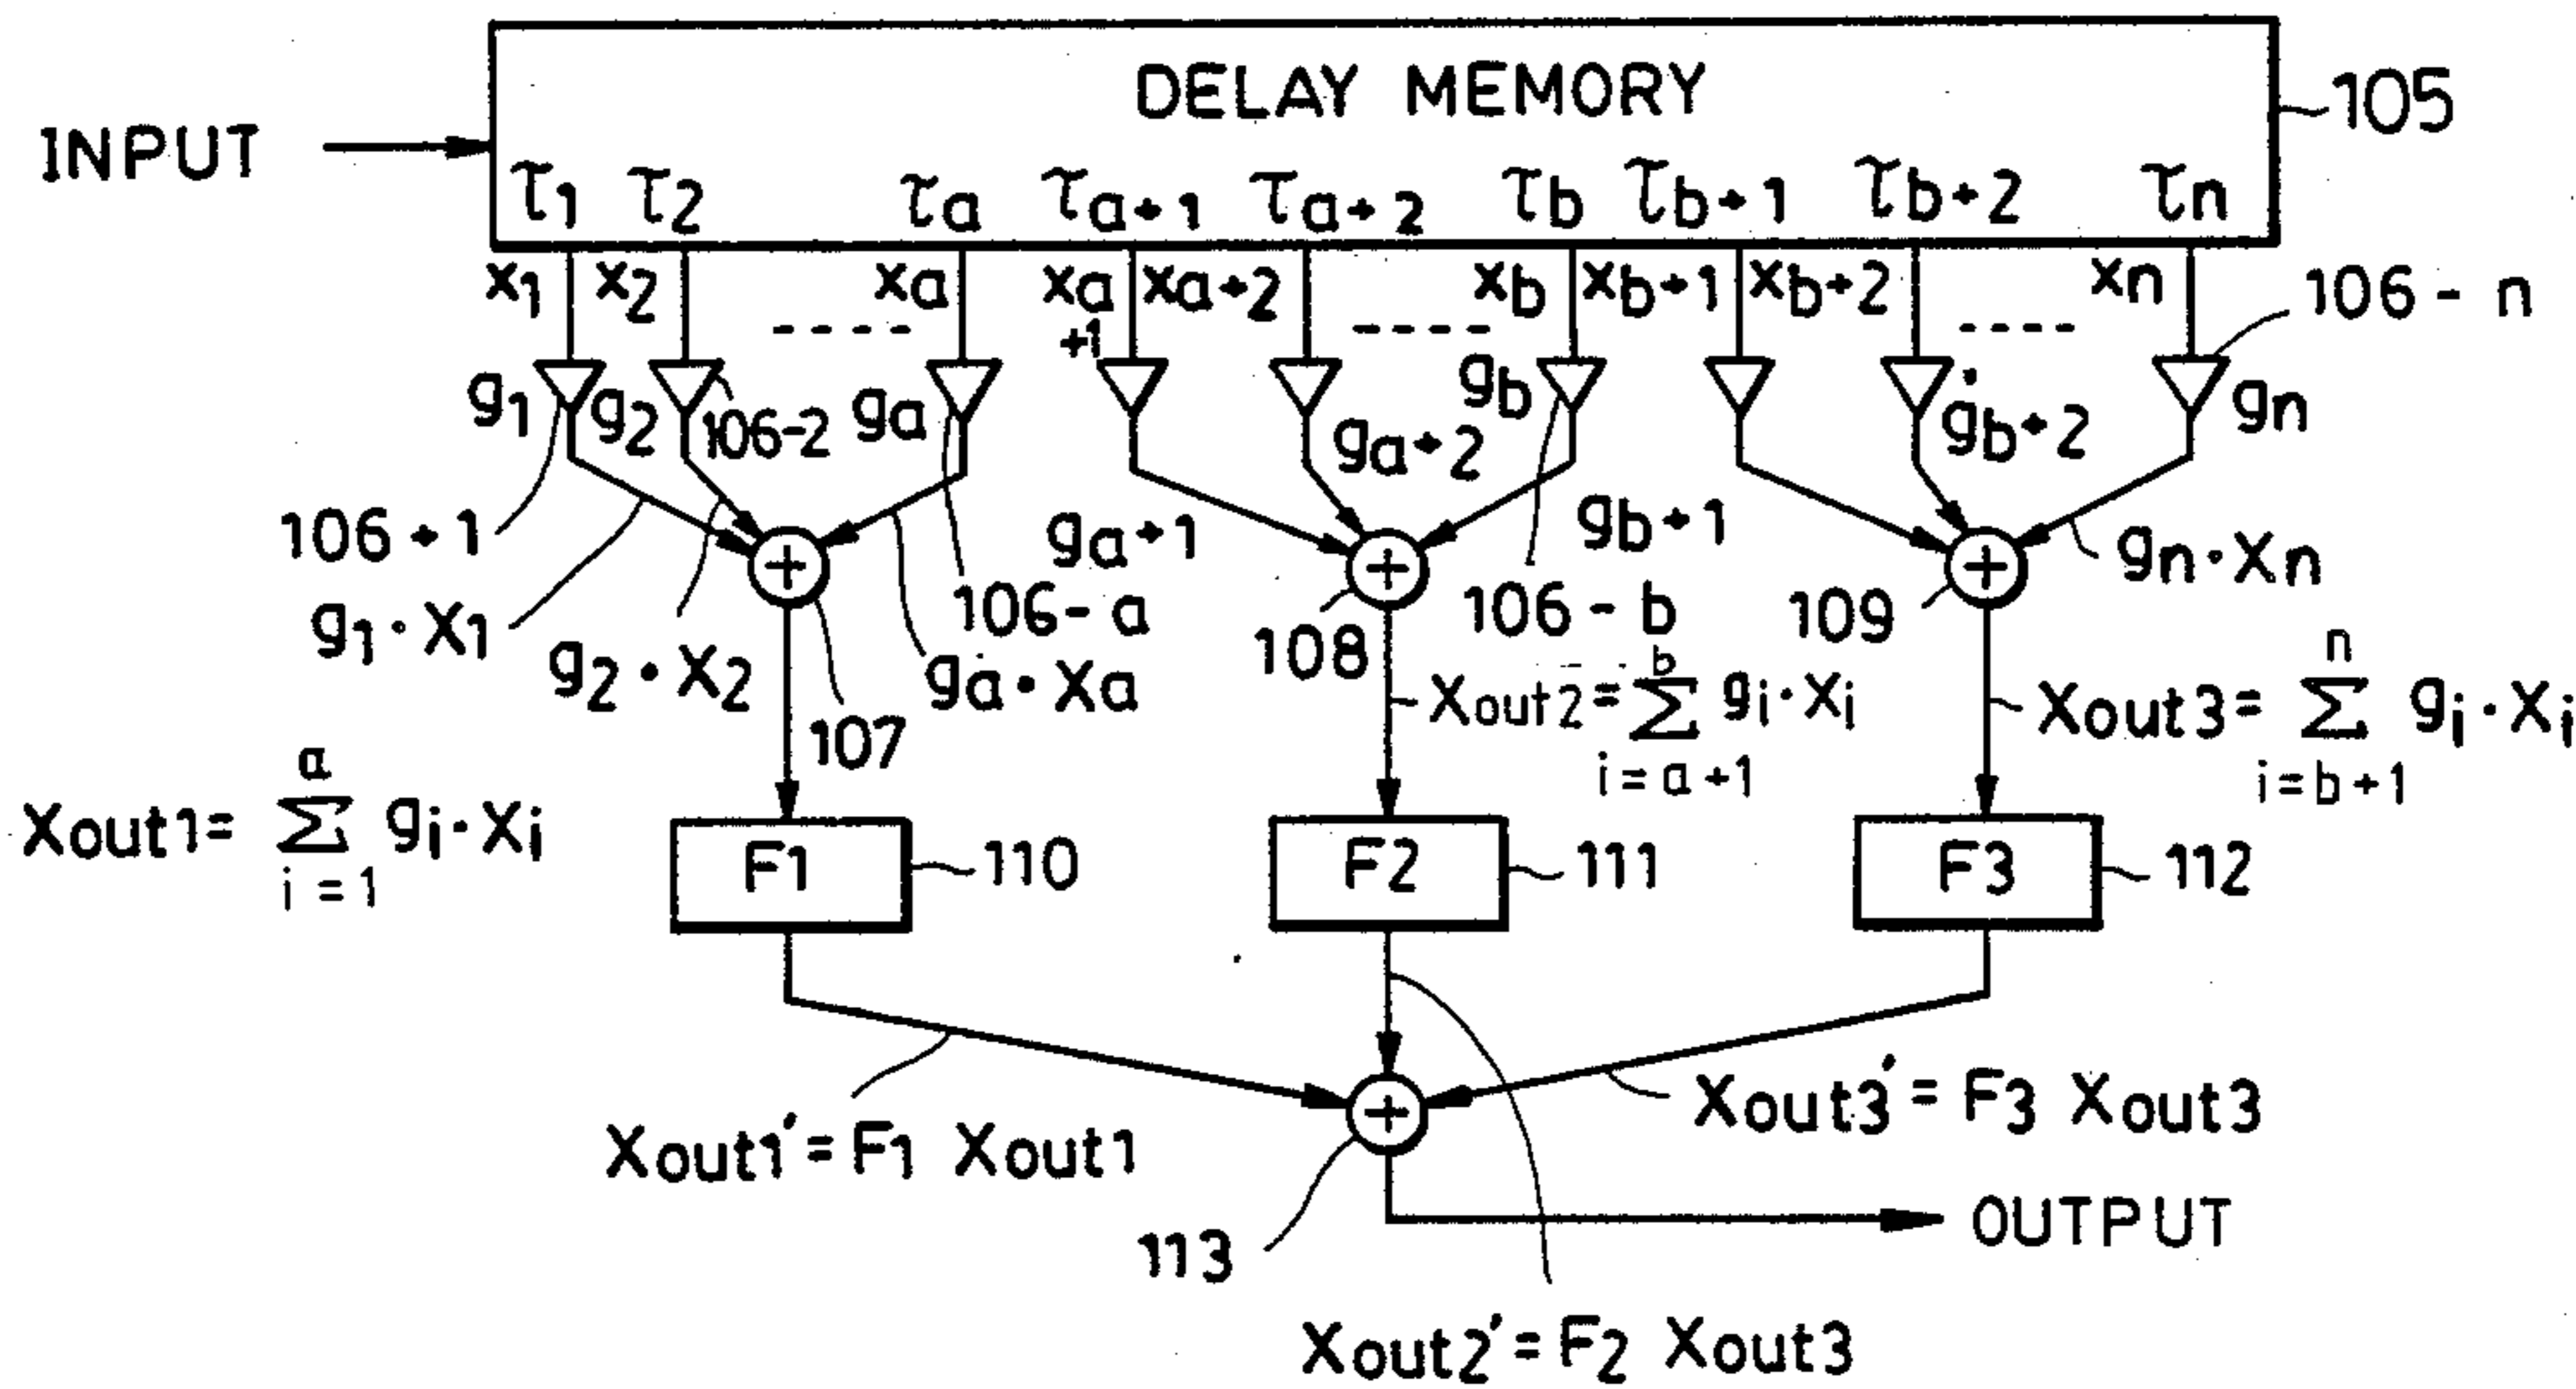 DELAY MEMORY
105
INPUT
τ1 τ2 τa τa+1 τa+2 τb τb+1 τb+2 τn
x1 x2 xa xa+1 xa+2 xb xb+1 xb+2 xn
106-n
g1 g2 106-2 ga gb gn
ga+2 gb+2
106+1 ga+1 gb+1 gn·xn
g1·x1 106-a 108 106-b 109
g2·x2 ga·xa
107
Xout2=Σ gi·xi b i=a+1
Xout3=Σ gi·xi n i=b+1
Xout1=Σ gi·xi a i=1
F1 110 F2 111 F3 112
Xout3'=F3 Xout3
Xout1'=F1 Xout1
113
OUTPUT
Xout2'=F2 Xout3